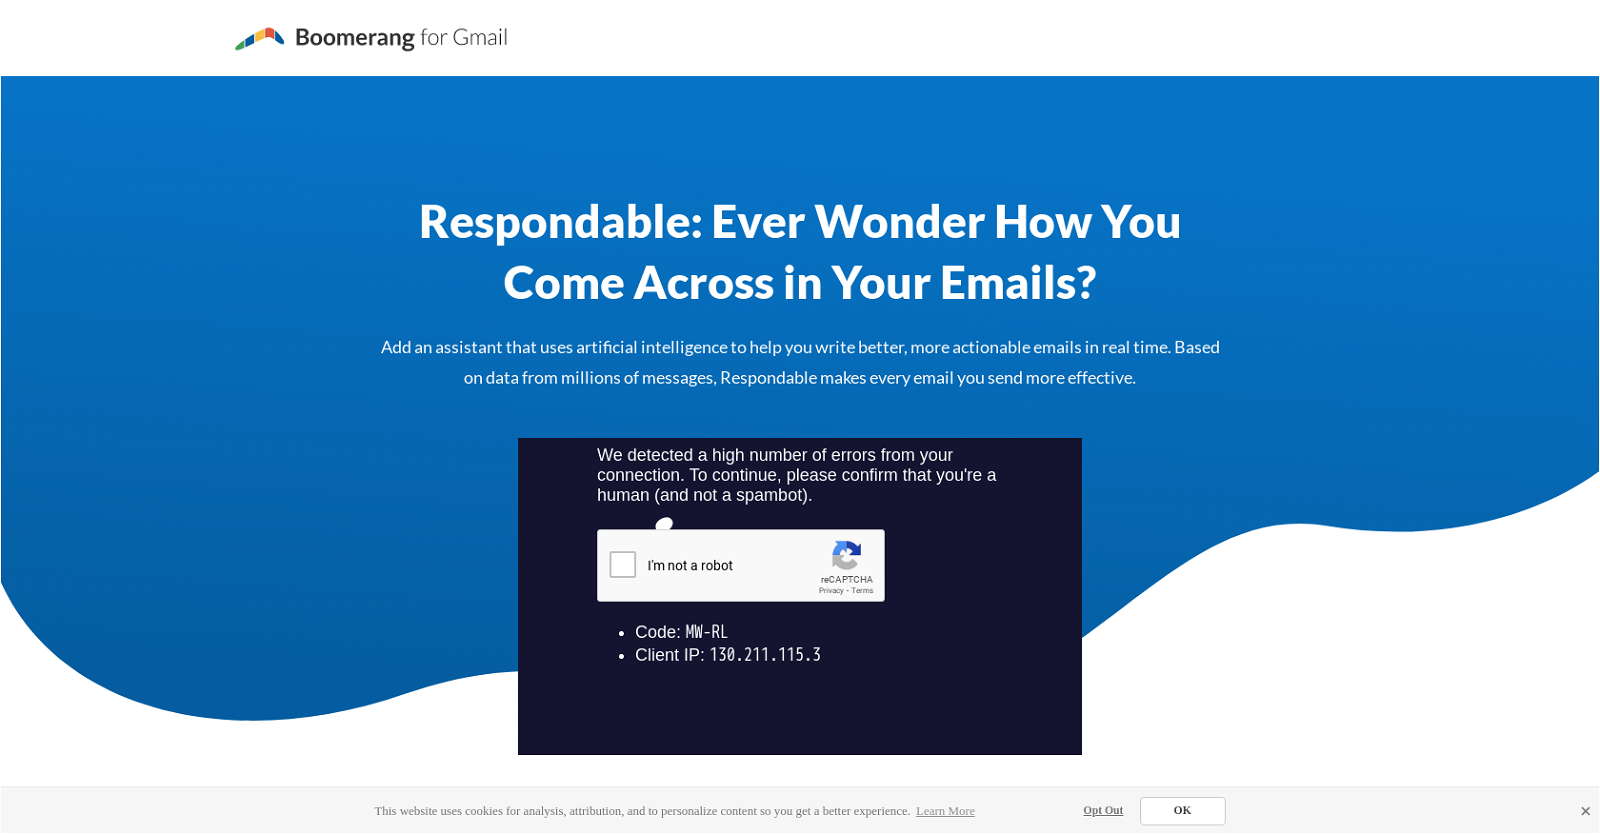 Boomerang for Gmail
Respondable: Ever Wonder How You
Come Across in Your Emails?
Add an assistant that uses artificial intelligence to help you write better, more actionable emails in real time. Based
on data from millions of messages, Respondable makes every email you send more effective.
We detected a high number of errors from your
connection. To continue, please confirm that you're a
human (and not a spambot).
I'm not a robot
reCAPTCHA
Privacy - Terms
Code: MW-RL
Client IP: 130.211.115.3
This website uses cookies for analysis, attribution, and to personalize content so you get a better experience. Learn More
Opt Out
OK
×